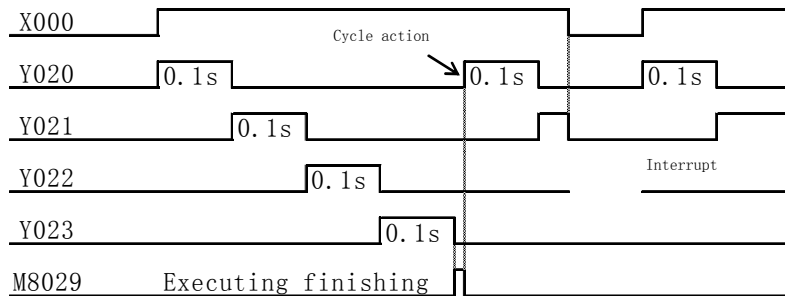 X000
Cycle action
Y020 0.1s 0.1s 0.1s
Y021 0.1s
Y022 0.1s Interrupt
Y023 0.1s
M8029 Executing finishing